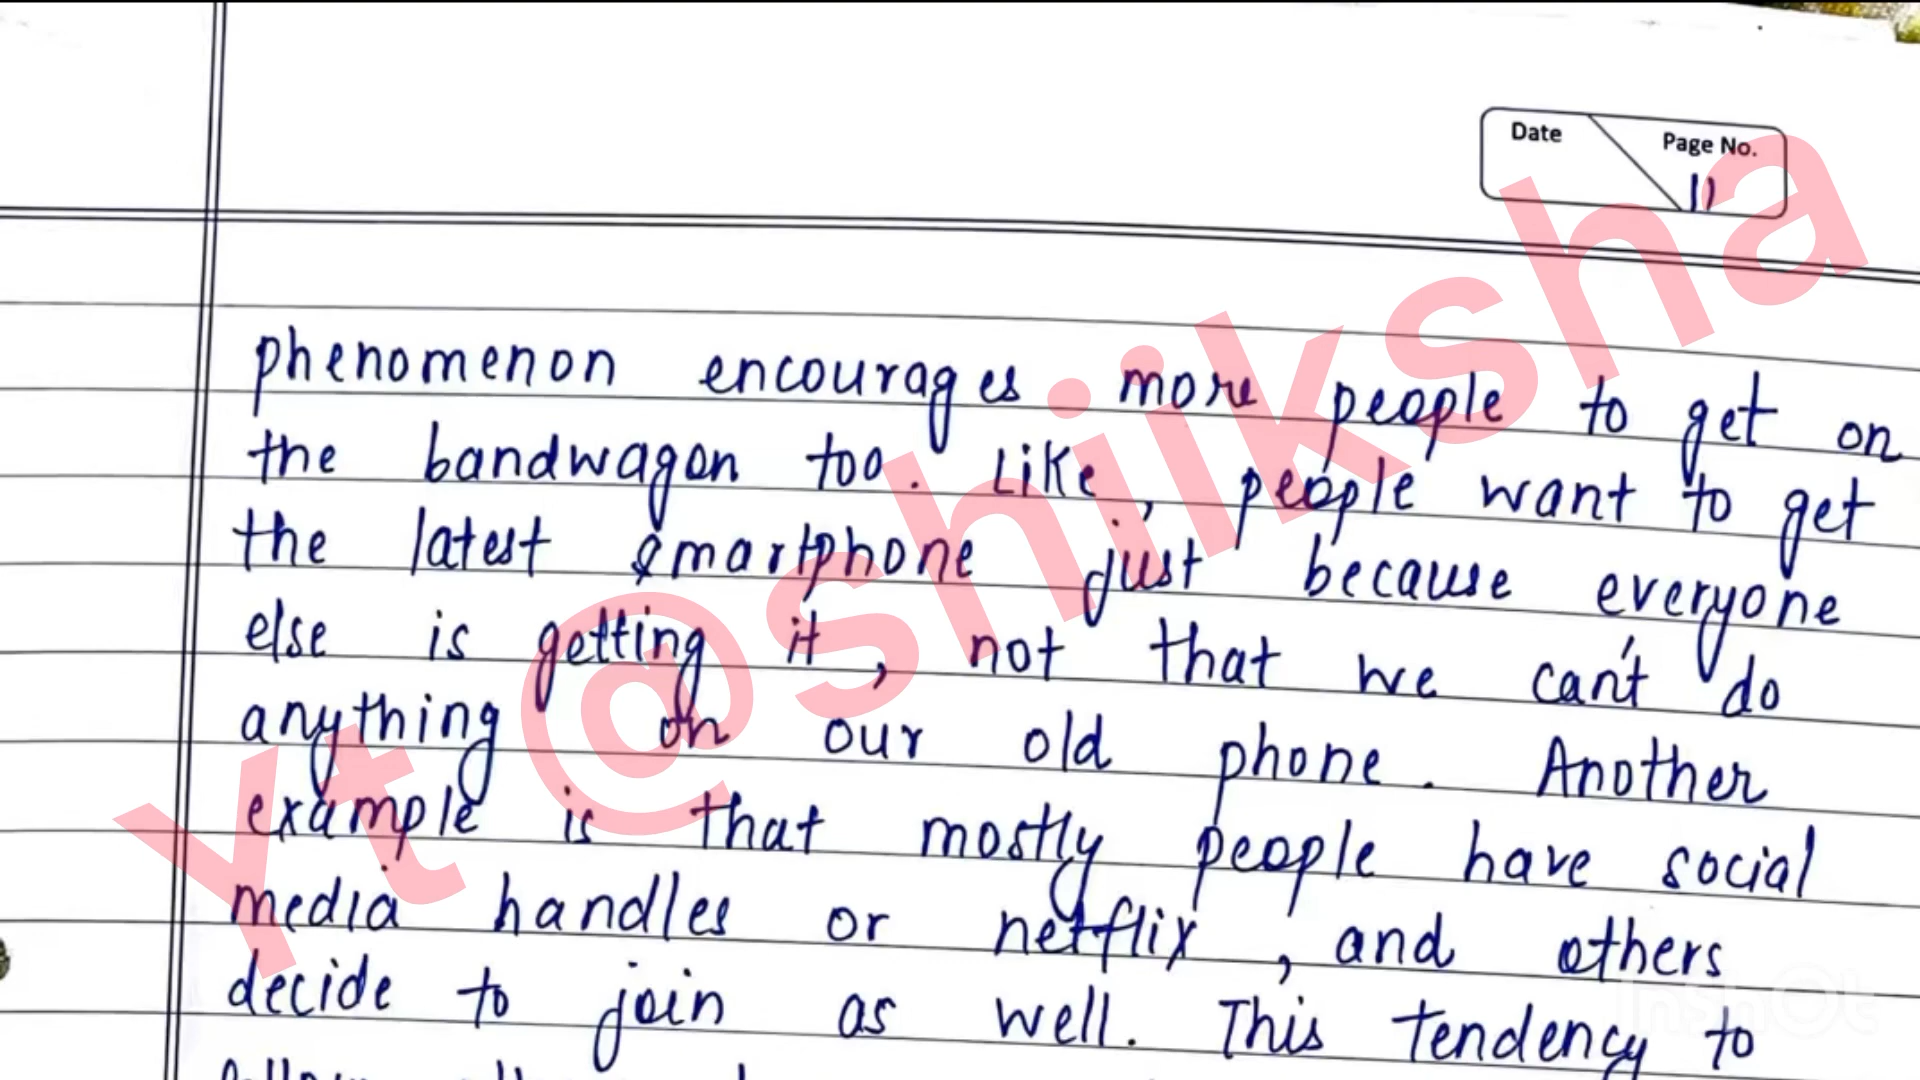 Date
Page No.
11
phenomenon encourages more people to get on
the bandwagon too. Like, people want to get
the latest smartphone just because everyone
else is getting it, not that we can't do
anything on our old phone. Another
example is that mostly people have social
media handles or netflix, and others
decide to join as well. This tendency to
Yt @shiiksha
InShOt